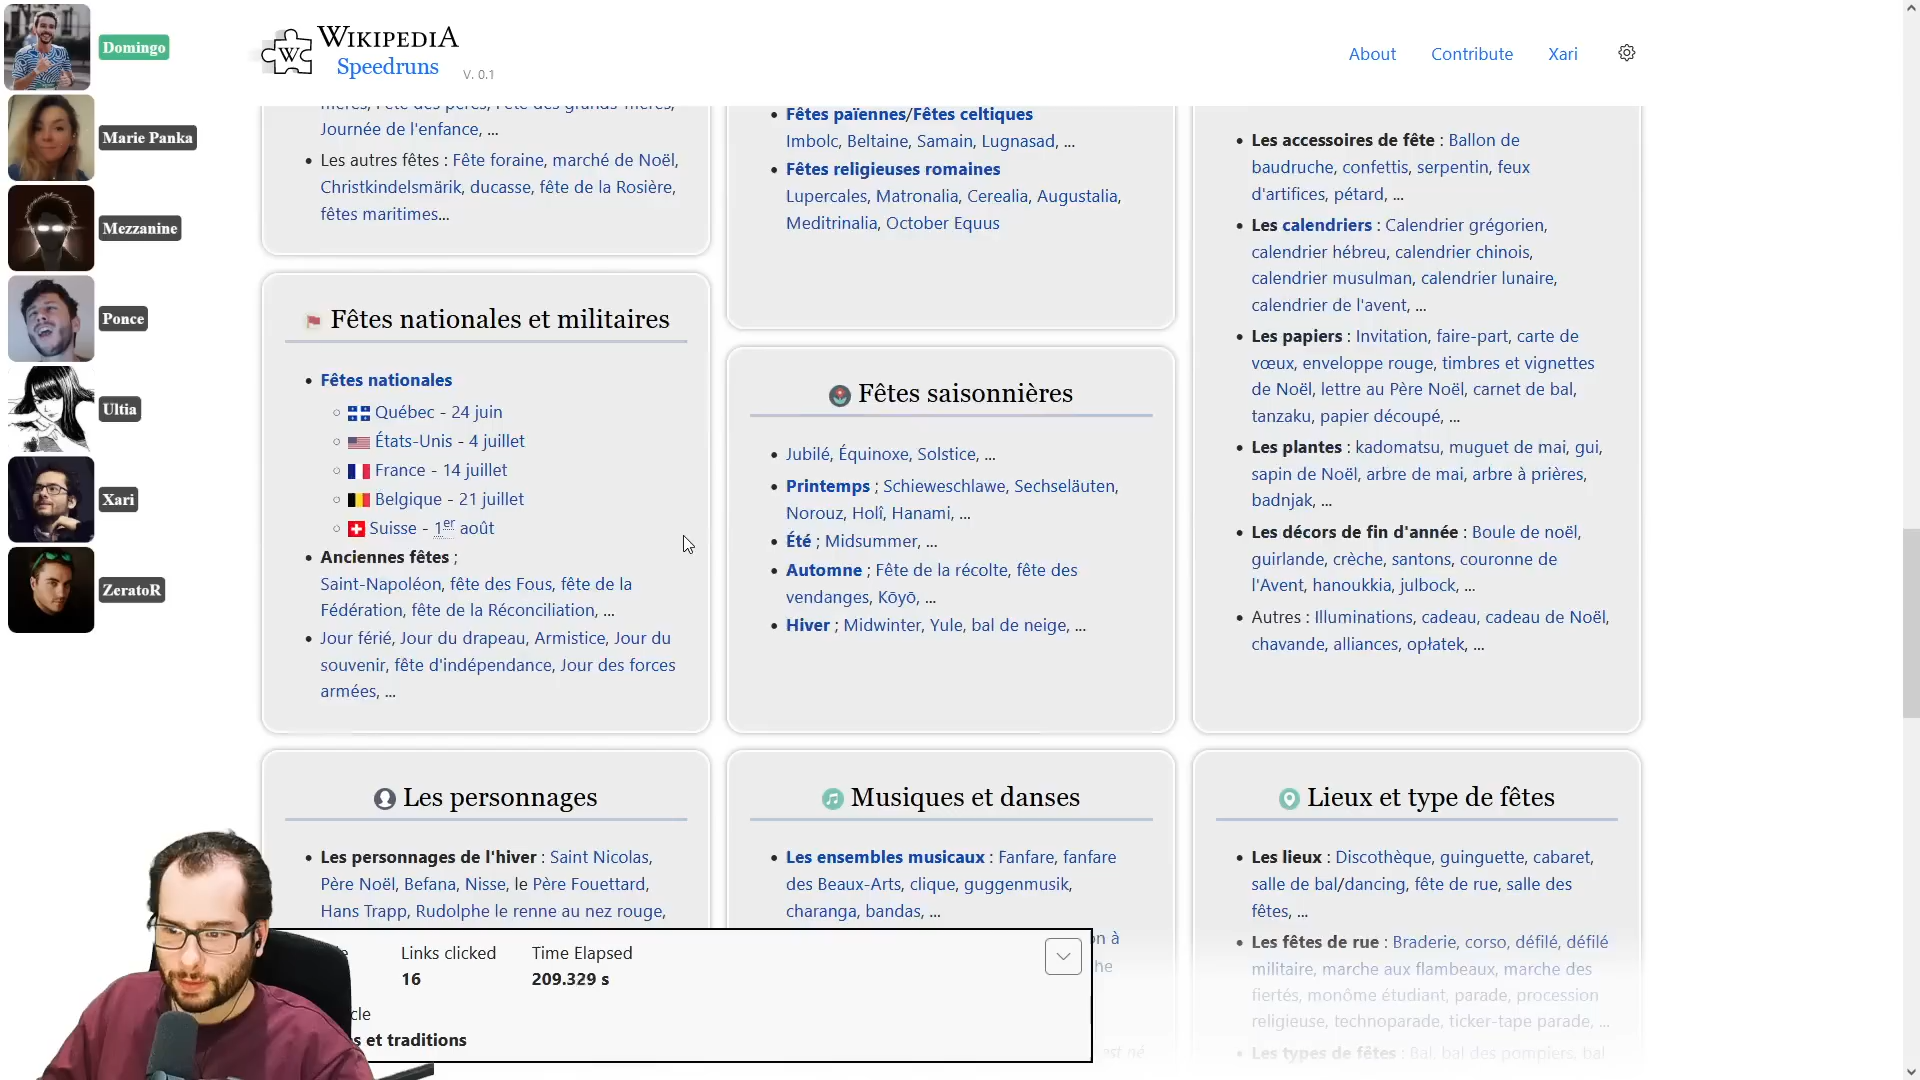 Domingo
Marie Panka
Mezzanine
Ponce
Ultia
Xari
ZeratoR
WIKIPEDIA
Speedruns
V. 0.1
About
Contribute
Xari
Journée de l'enfance, ...
• Les autres fêtes : Fête foraine, marché de Noël,
Christkindelsmärik, ducasse, fête de la Rosière,
fêtes maritimes...
Fêtes nationales et militaires
• Fêtes nationales
Québec - 24 juin
États-Unis - 4 juillet
France - 14 juillet
Belgique - 21 juillet
Suisse - 1er août
• Anciennes fêtes ;
Saint-Napoléon, fête des Fous, fête de la
Fédération, fête de la Réconciliation, ...
• Jour férié, Jour du drapeau, Armistice, Jour du
souvenir, fête d'indépendance, Jour des forces
armées, ...
• Fêtes païennes/Fêtes celtiques
Imbolc, Beltaine, Samain, Lugnasad, ...
• Fêtes religieuses romaines
Lupercales, Matronalia, Cerealia, Augustalia,
Meditrinalia, October Equus
Fêtes saisonnières
• Jubilé, Équinoxe, Solstice, ...
• Printemps ; Schieweschlawe, Sechseläuten,
Norouz, Holî, Hanami, ...
• Été ; Midsummer, ...
• Automne ; Fête de la récolte, fête des
vendanges, Kōyō, ...
• Hiver ; Midwinter, Yule, bal de neige, ...
• Les accessoires de fête : Ballon de
baudruche, confettis, serpentin, feux
d'artifices, pétard, ...
• Les calendriers : Calendrier grégorien,
calendrier hébreu, calendrier chinois,
calendrier musulman, calendrier lunaire,
calendrier de l'avent, ...
• Les papiers : Invitation, faire-part, carte de
vœux, enveloppe rouge, timbres et vignettes
de Noël, lettre au Père Noël, carnet de bal,
tanzaku, papier découpé, ...
• Les plantes : kadomatsu, muguet de mai, gui,
sapin de Noël, arbre de mai, arbre à prières,
badnjak, ...
• Les décors de fin d'année : Boule de noël,
guirlande, crèche, santons, couronne de
l'Avent, hanoukkia, julbock, ...
• Autres : Illuminations, cadeau, cadeau de Noël,
chavande, alliances, opłatek, ...
Les personnages
• Les personnages de l'hiver : Saint Nicolas,
Père Noël, Befana, Nisse, le Père Fouettard,
Hans Trapp, Rudolphe le renne au nez rouge,
Musiques et danses
• Les ensembles musicaux : Fanfare, fanfare
des Beaux-Arts, clique, guggenmusik,
charanga, bandas, ...
Lieux et type de fêtes
• Les lieux : Discothèque, guinguette, cabaret,
salle de bal/dancing, fête de rue, salle des
fêtes, ...
• Les fêtes de rue : Braderie, corso, défilé, défilé
militaire, marche aux flambeaux, marche des
fiertés, monôme étudiant, parade, procession
religieuse, technoparade, ticker-tape parade, ...
• Les types de fêtes : Bal, bal des pompiers, bal
Links clicked
16
Time Elapsed
209.329 s
et traditions